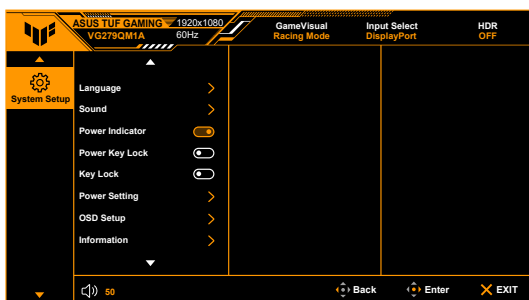 ASUS TUF GAMING
VG279QM1A
1920x1080
60Hz
GameVisual
Racing Mode
Input Select
DisplayPort
HDR
OFF
System Setup
Language
Sound
Power Indicator
Power Key Lock
Key Lock
Power Setting
OSD Setup
Information
50
Back
Enter
EXIT